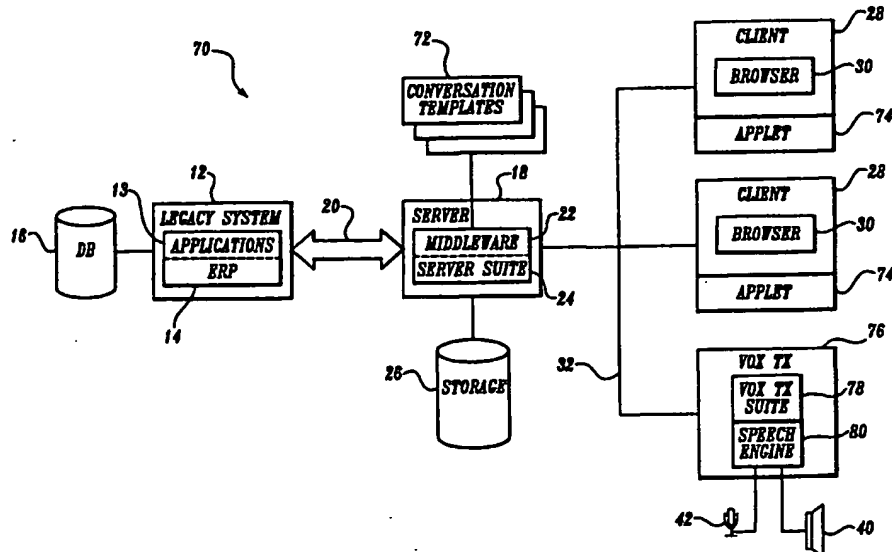 70
72
CONVERSATION
TEMPLATES
28
CLIENT
30
BROWSER
74
APPLET
12
13
LEGACY SYSTEM
APPLICATIONS
ERP
14
16
DB
20
18
SERVER
22
MIDDLEWARE
SERVER SUITE
24
28
CLIENT
30
BROWSER
74
APPLET
26
STORAGE
32
76
VOX TX
78
VOX TX
SUITE
80
SPEECH
ENGINE
42
40